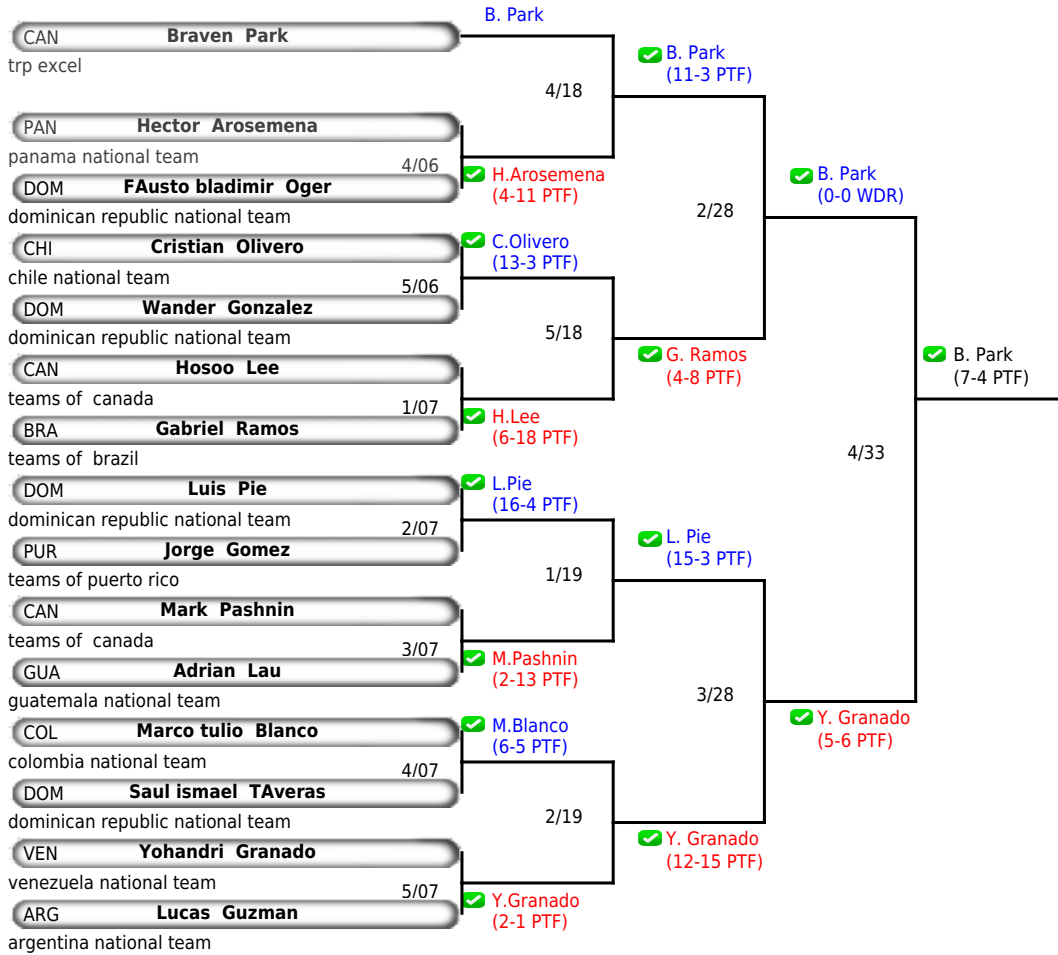 B. Park
CAN Braven Park
trp excel
B. Park
(11-3 PTF)
4/18
PAN Hector Arosemena
panama national team
4/06
H.Arosemena
(4-11 PTF)
DOM FAusto bladimir Oger
dominican republic national team
B. Park
(0-0 WDR)
2/28
CHI Cristian Olivero
chile national team
C.Olivero
(13-3 PTF)
5/06
DOM Wander Gonzalez
dominican republic national team
5/18
G. Ramos
(4-8 PTF)
B. Park
(7-4 PTF)
CAN Hosoo Lee
teams of canada
1/07
H.Lee
(6-18 PTF)
BRA Gabriel Ramos
teams of brazil
4/33
DOM Luis Pie
dominican republic national team
L.Pie
(16-4 PTF)
2/07
PUR Jorge Gomez
teams of puerto rico
L. Pie
(15-3 PTF)
1/19
CAN Mark Pashnin
teams of canada
3/07
M.Pashnin
(2-13 PTF)
GUA Adrian Lau
guatemala national team
3/28
Y. Granado
(5-6 PTF)
COL Marco tulio Blanco
colombia national team
M.Blanco
(6-5 PTF)
4/07
DOM Saul ismael TAveras
dominican republic national team
2/19
Y. Granado
(12-15 PTF)
VEN Yohandri Granado
venezuela national team
5/07
Y.Granado
(2-1 PTF)
ARG Lucas Guzman
argentina national team